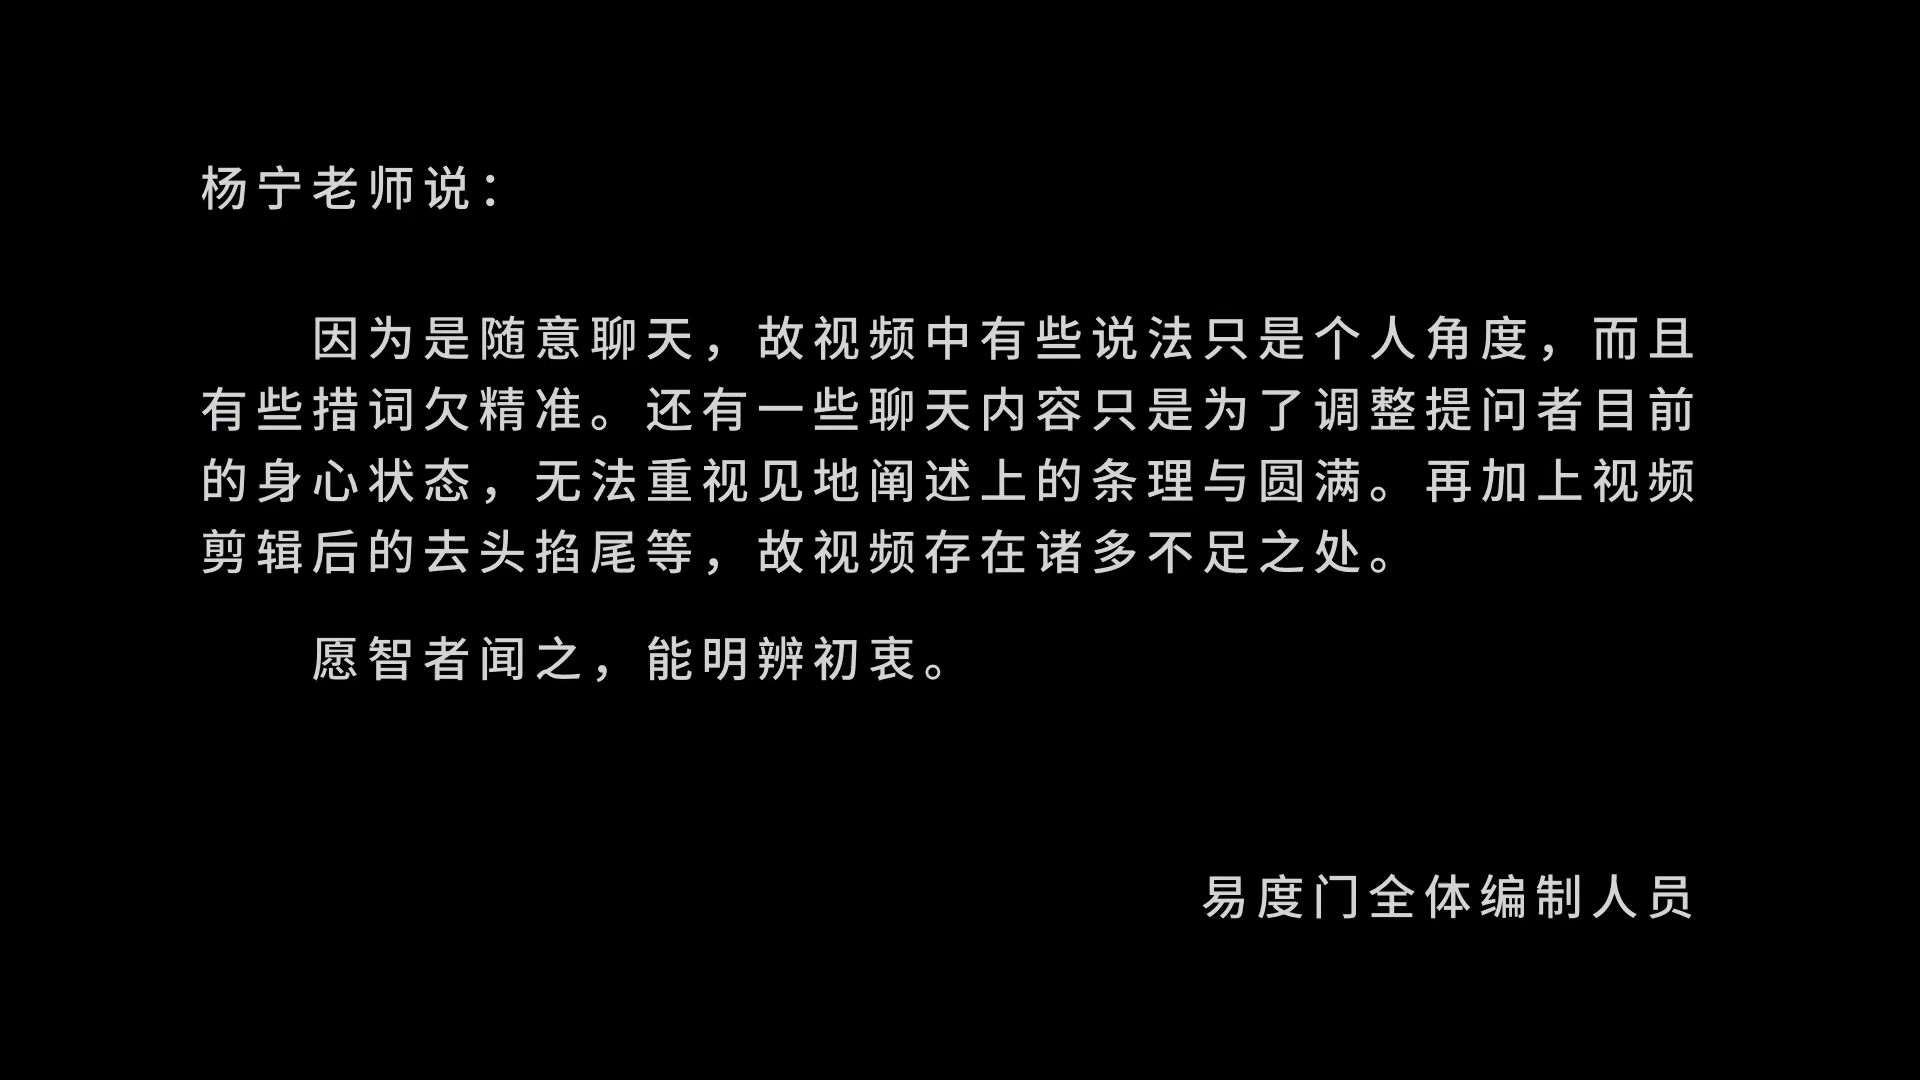 杨宁老师说：
因为是随意聊天，故视频中有些说法只是个人角度，而且
有些措词欠精准。还有一些聊天内容只是为了调整提问者目前
的身心状态，无法重视见地阐述上的条理与圆满。再加上视频
剪辑后的去头掐尾等，故视频存在诸多不足之处。
愿智者闻之，能明辨初衷。
易度门全体编制人员